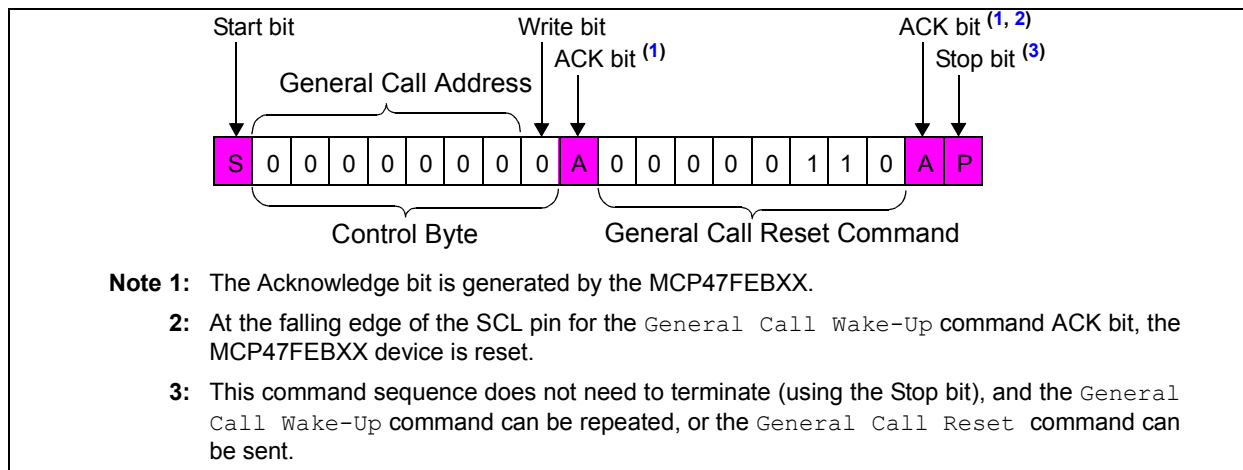 Start bit Write bit ACK bit (1, 2)
ACK bit (1) Stop bit (3)
General Call Address
S 0 0 0 0 0 0 0 0 A 0 0 0 0 0 1 1 0 A P
Control Byte General Call Reset Command
Note 1: The Acknowledge bit is generated by the MCP47FEBXX.
2: At the falling edge of the SCL pin for the General Call Wake-Up command ACK bit, the
MCP47FEBXX device is reset.
3: This command sequence does not need to terminate (using the Stop bit), and the General
Call Wake-Up command can be repeated, or the General Call Reset command can
be sent.